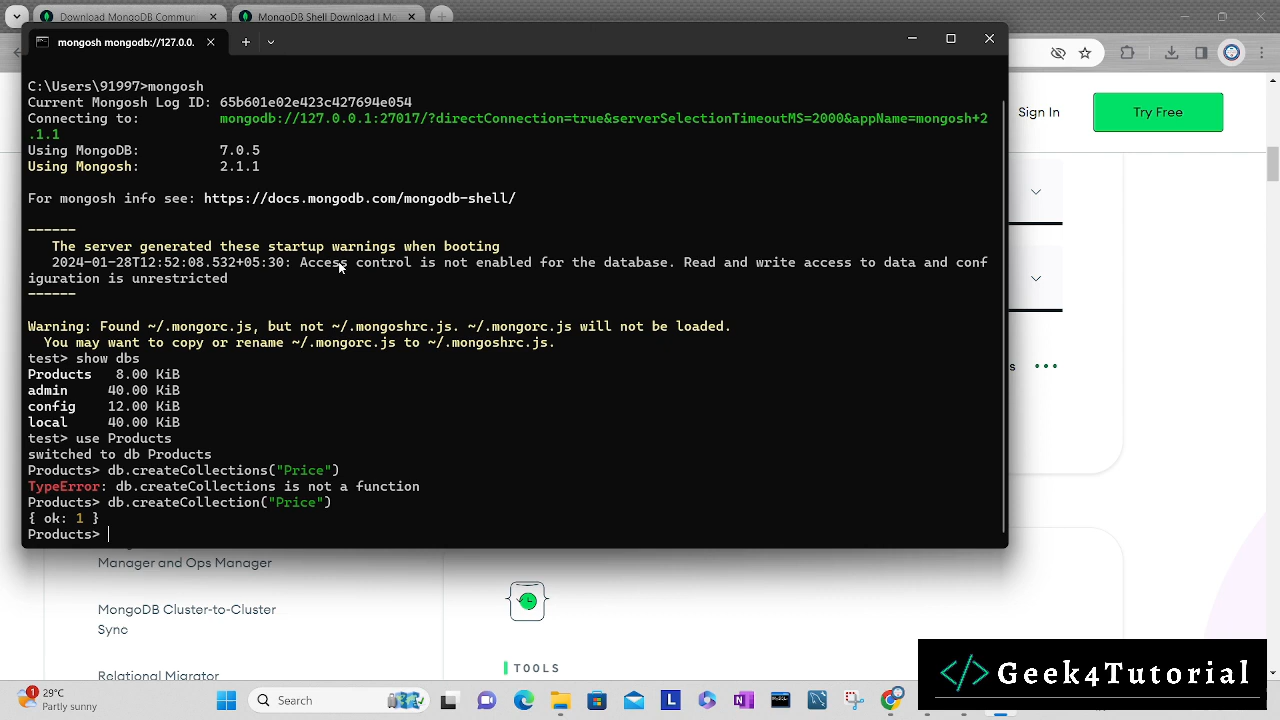 MongoDB Download Communi
MongoDB Shell Download | Mo
mongosh mongodb://127.0.0.
C:\Users\91997>mongosh
Current Mongosh Log ID: 65b601e02e423c427694e054
Connecting to: mongodb://127.0.0.1:27017/?directConnection=true&serverSelectionTimeoutMS=2000&appName=mongosh+2
.1.1
Using MongoDB: 7.0.5
Using Mongosh: 2.1.1
For mongosh info see: https://docs.mongodb.com/mongodb-shell/
------
The server generated these startup warnings when booting
2024-01-28T12:52:08.532+05:30: Access control is not enabled for the database. Read and write access to data and conf
iguration is unrestricted
------
Warning: Found ~/.mongorc.js, but not ~/.mongoshrc.js. ~/.mongorc.js will not be loaded.
You may want to copy or rename ~/.mongorc.js to ~/.mongoshrc.js.
test> show dbs
Products 8.00 KiB
admin 40.00 KiB
config 12.00 KiB
local 40.00 KiB
test> use Products
switched to db Products
Products> db.createCollections("Price")
TypeError: db.createCollections is not a function
Products> db.createCollection("Price")
{ ok: 1 }
Products>
Sign In
Try Free
s
Manager and Ops Manager
MongoDB Cluster-to-Cluster
Sync
Relational Migrator
TOOLS
</> Geek4Tutorial
1
29°C
Partly sunny
Search